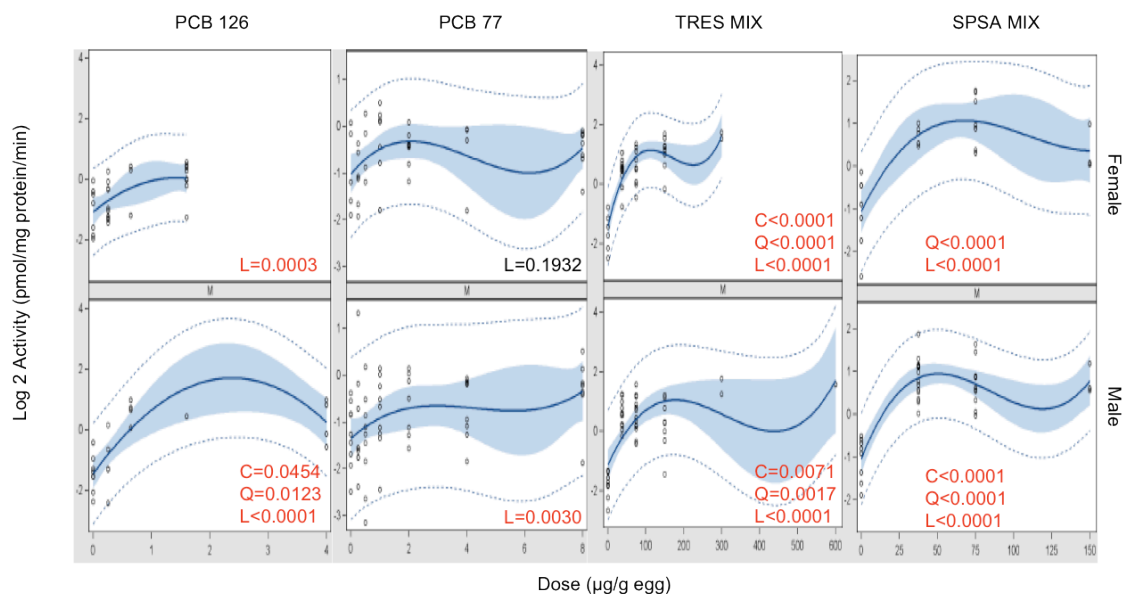 PCB 126 PCB 77 TRES MIX SPSA MIX
Log 2 Activity (pmol/mg protein/min)
4
2
0
-2
L=0.0003
1
0
-1
-2
-3
L=0.1932
4
2
0
-2
C<0.0001
Q<0.0001
L<0.0001
2
1
0
-1
-2
Q<0.0001
L<0.0001
Female
M M M M
4
2
0
-2
C=0.0454
Q=0.0123
L<0.0001
1
0
-1
-2
-3
L=0.0030
4
2
0
-2
C=0.0071
Q=0.0017
L<0.0001
2
1
0
-1
-2
C<0.0001
Q<0.0001
L<0.0001
Male
0 1 2 3 4 0 2 4 6 8 0 100 200 300 400 500 600 0 25 50 75 100 125 150
Dose (µg/g egg)